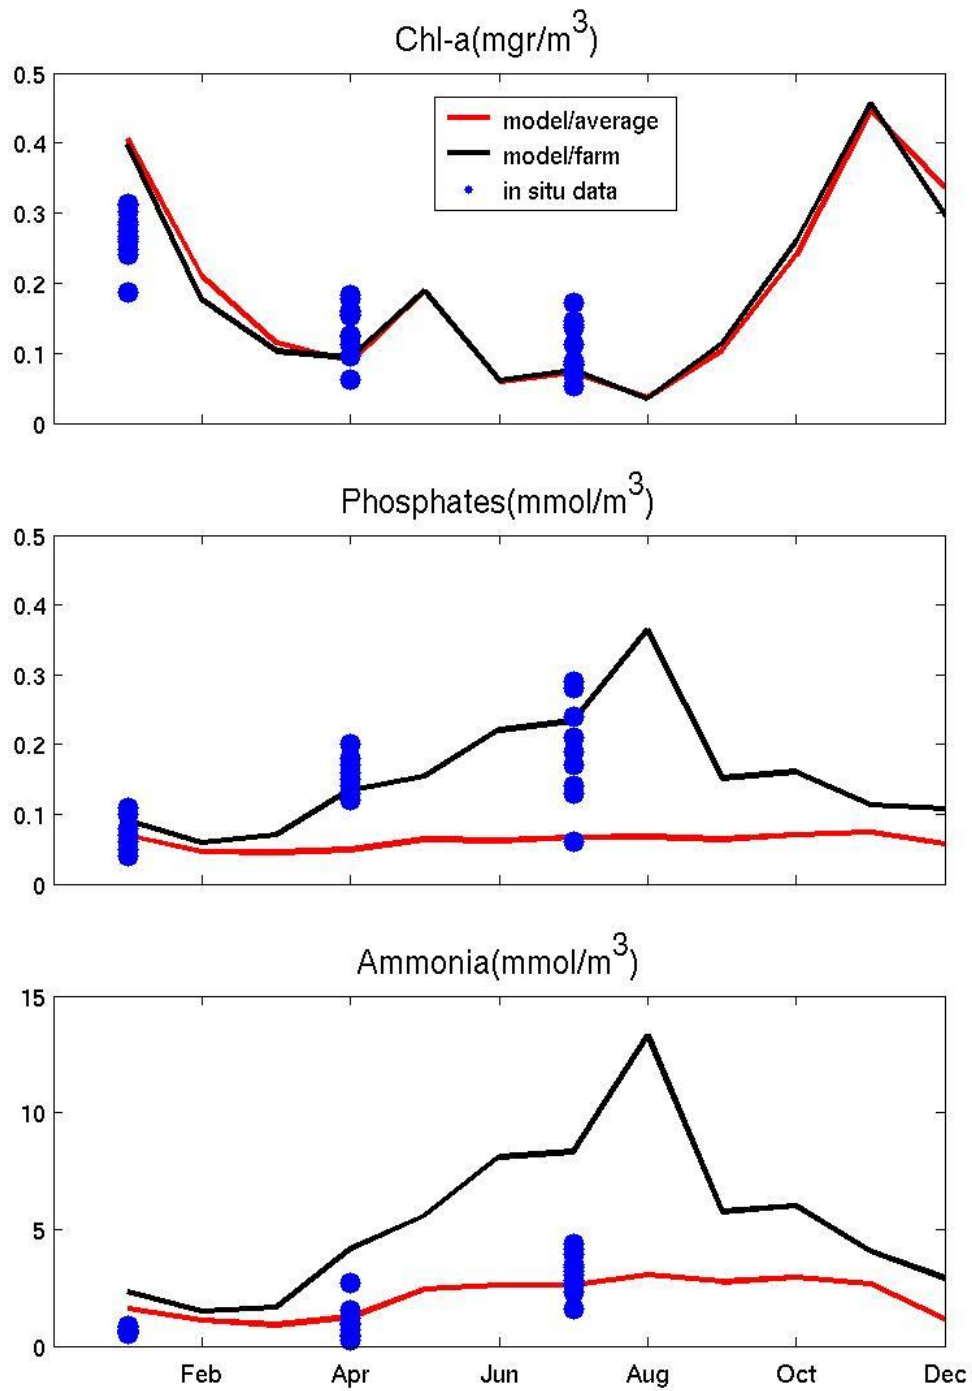 Chl-a(mgr/m³)
0.5
0.4
0.3
0.2
0.1
0
model/average
model/farm
in situ data
Phosphates(mmol/m³)
0.5
0.4
0.3
0.2
0.1
0
Ammonia(mmol/m³)
15
10
5
0
Feb Apr Jun Aug Oct Dec